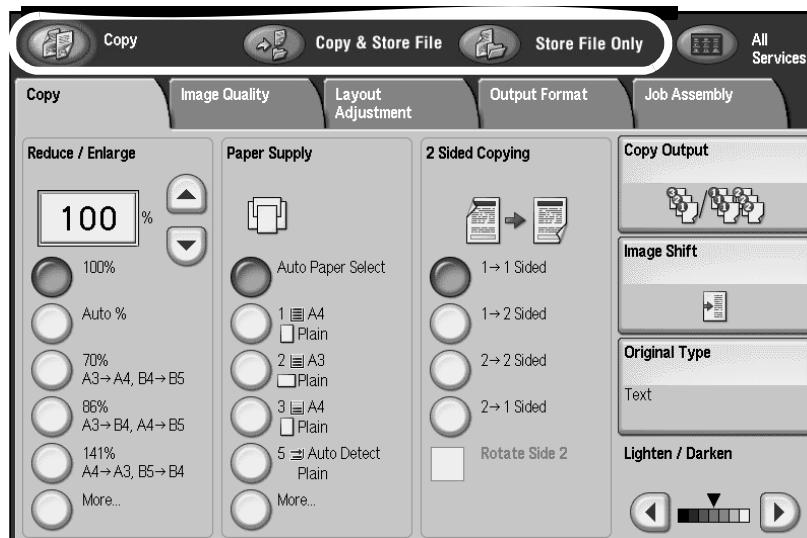 Copy
Copy & Store File
Store File Only
All
Services
Copy
Image Quality
Layout
Adjustment
Output Format
Job Assembly
Reduce / Enlarge
100 %
100%
Auto %
70%
A3→A4, B4→B5
86%
A3→B4, A4→B5
141%
A4→A3, B5→B4
More...
Paper Supply
Auto Paper Select
1 A4
Plain
2 A3
Plain
3 A4
Plain
5 Auto Detect
Plain
More...
2 Sided Copying
1→1 Sided
1→2 Sided
2→2 Sided
2→1 Sided
Rotate Side 2
Copy Output
Image Shift
Original Type
Text
Lighten / Darken